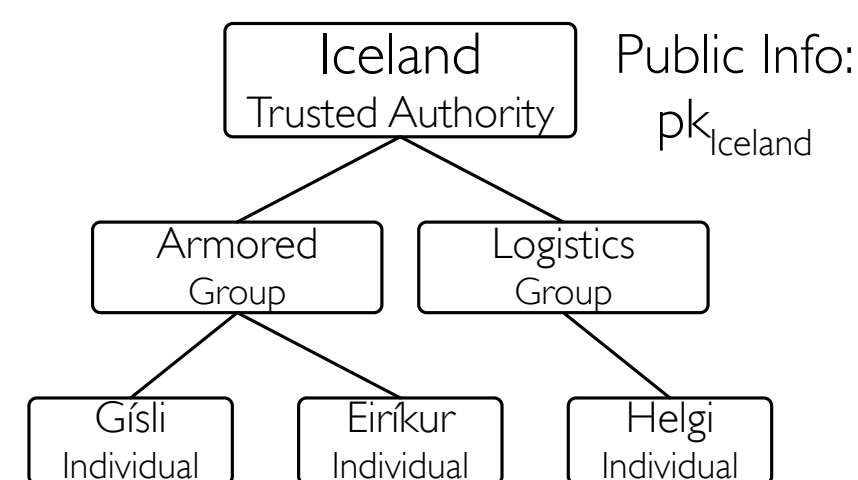 Iceland
Trusted Authority
Public Info:
pk_Iceland
Armored
Group
Logistics
Group
Gísli
Individual
Eiríkur
Individual
Helgi
Individual